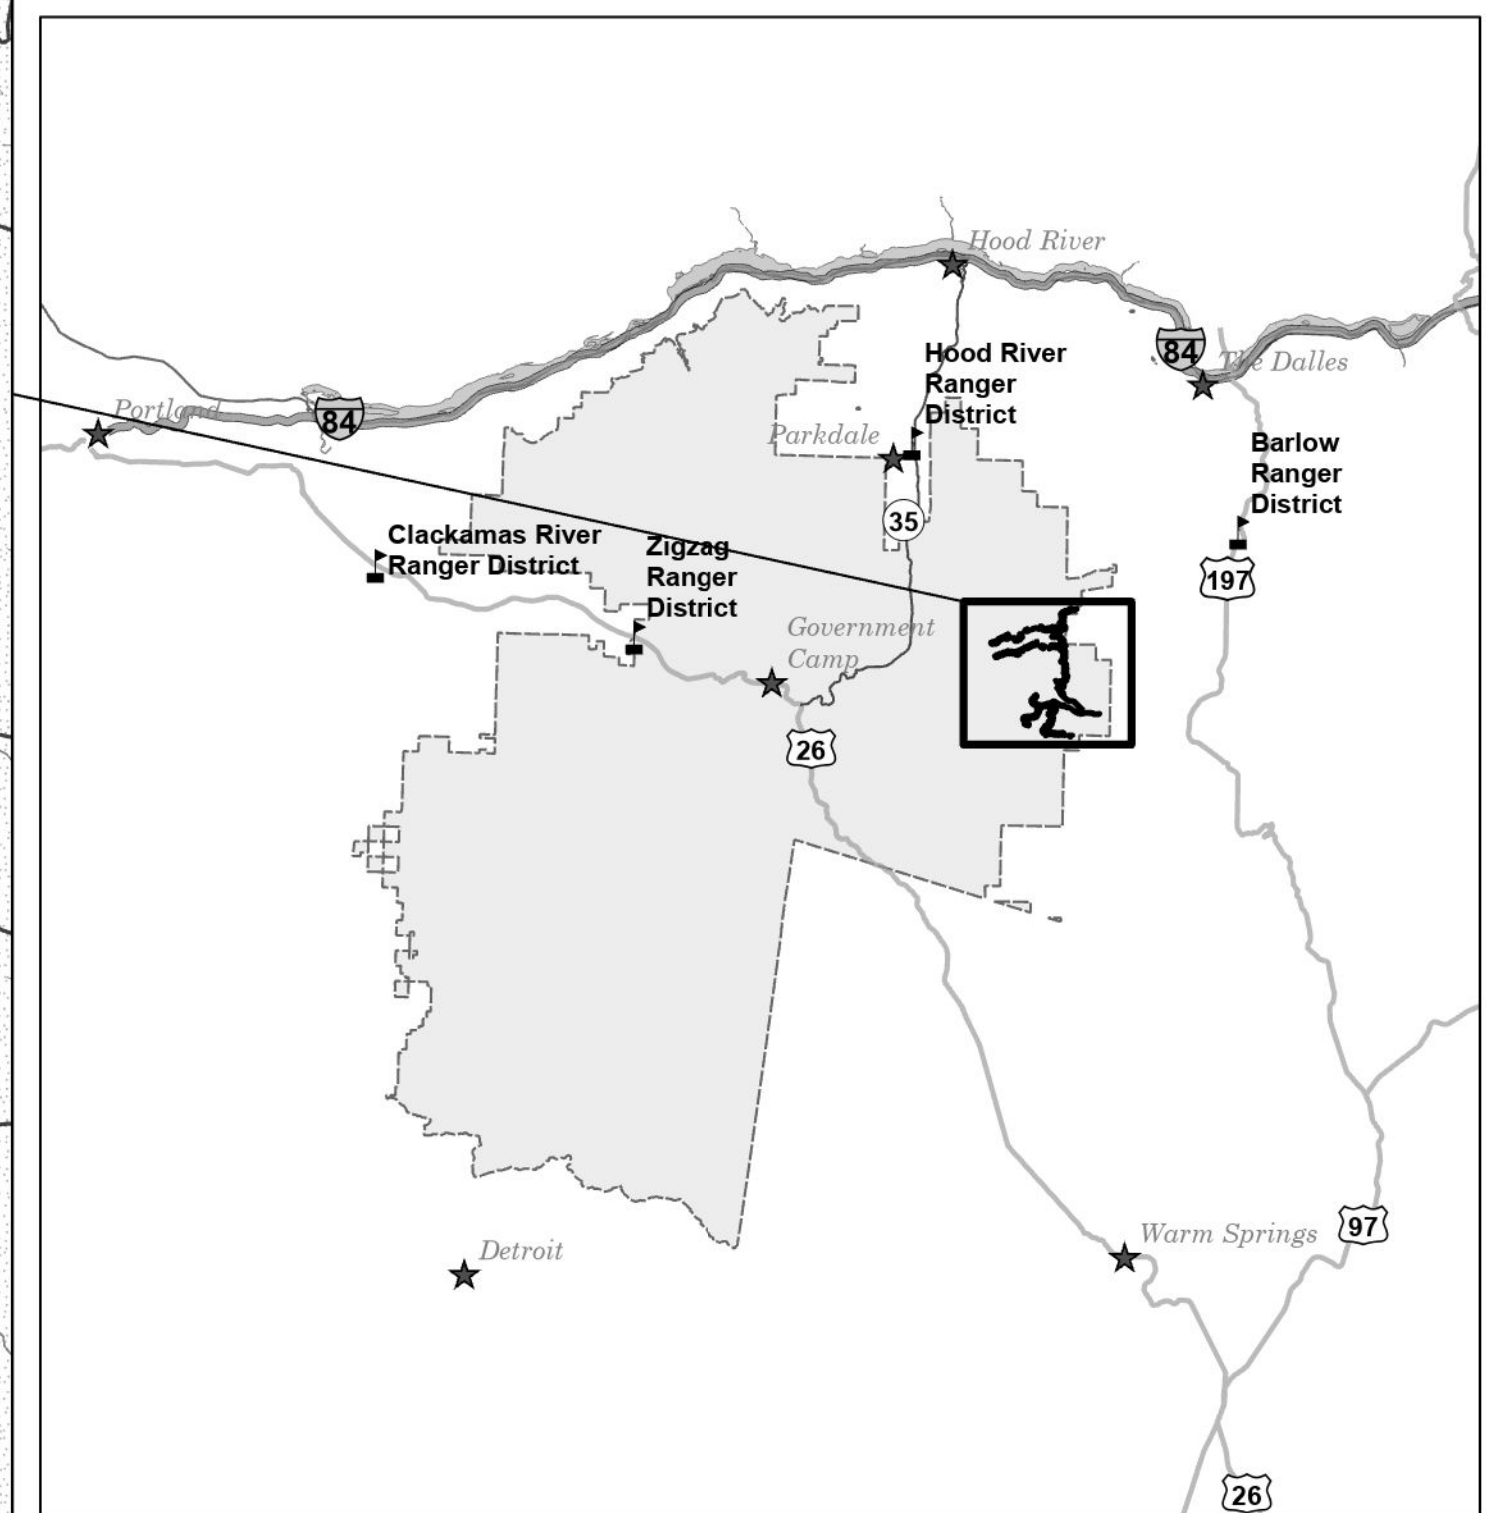 Hood River
84
The Dalles
Hood River
Ranger
District
Portland
84
Parkdale
Barlow
Ranger
District
35
Clackamas River
Ranger District
Zigzag
Ranger
District
197
Government
Camp
26
Warm Springs
97
Detroit
26